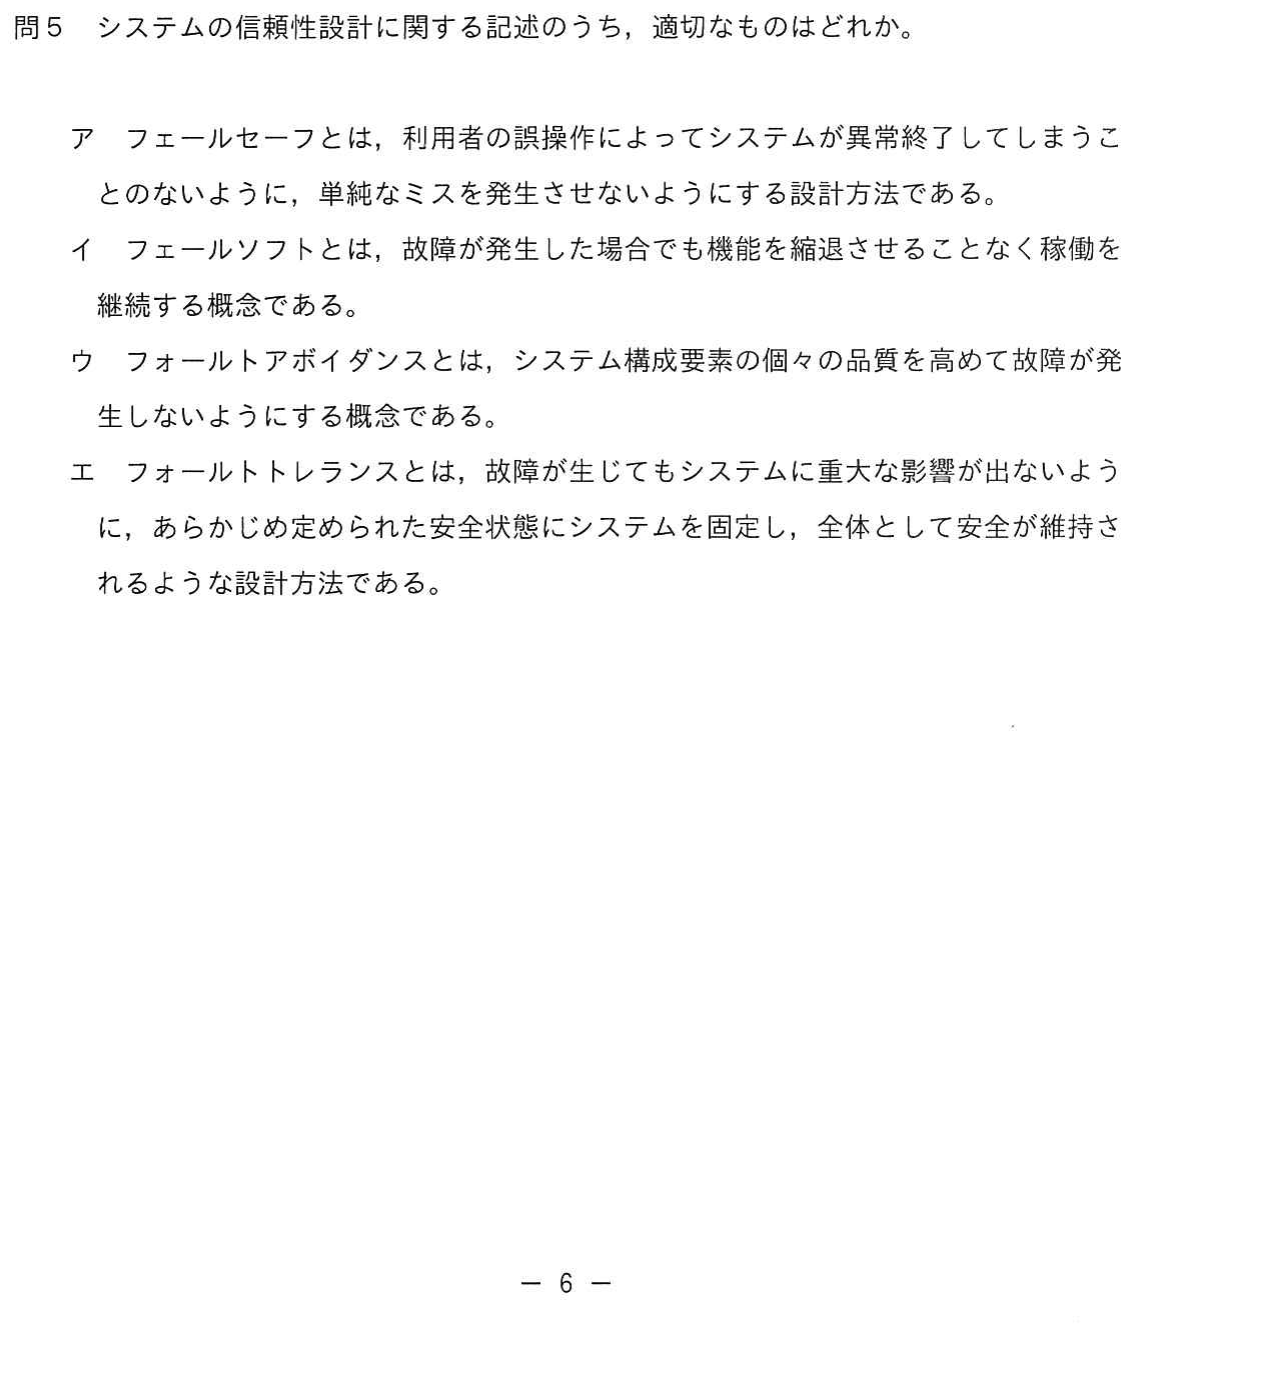 問５　システムの信頼性設計に関する記述のうち，適切なものはどれか。
ア　フェールセーフとは，利用者の誤操作によってシステムが異常終了してしまうこ
とのないように，単純なミスを発生させないようにする設計方法である。
イ　フェールソフトとは，故障が発生した場合でも機能を縮退させることなく稼働を
継続する概念である。
ウ　フォールトアボイダンスとは，システム構成要素の個々の品質を高めて故障が発
生しないようにする概念である。
エ　フォールトトレランスとは，故障が生じてもシステムに重大な影響が出ないよう
に，あらかじめ定められた安全状態にシステムを固定し，全体として安全が維持さ
れるような設計方法である。
－ 6 －